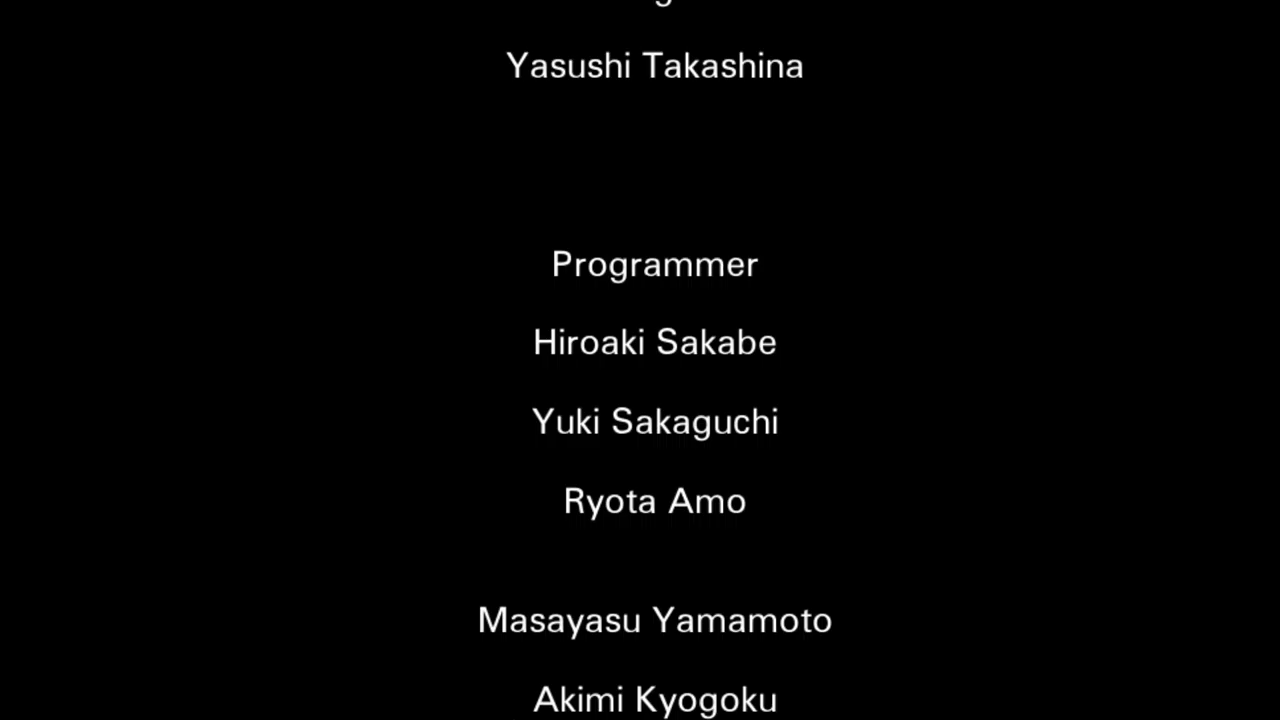 Yasushi Takashina
Programmer
Hiroaki Sakabe
Yuki Sakaguchi
Ryota Amo
Masayasu Yamamoto
Akimi Kyogoku